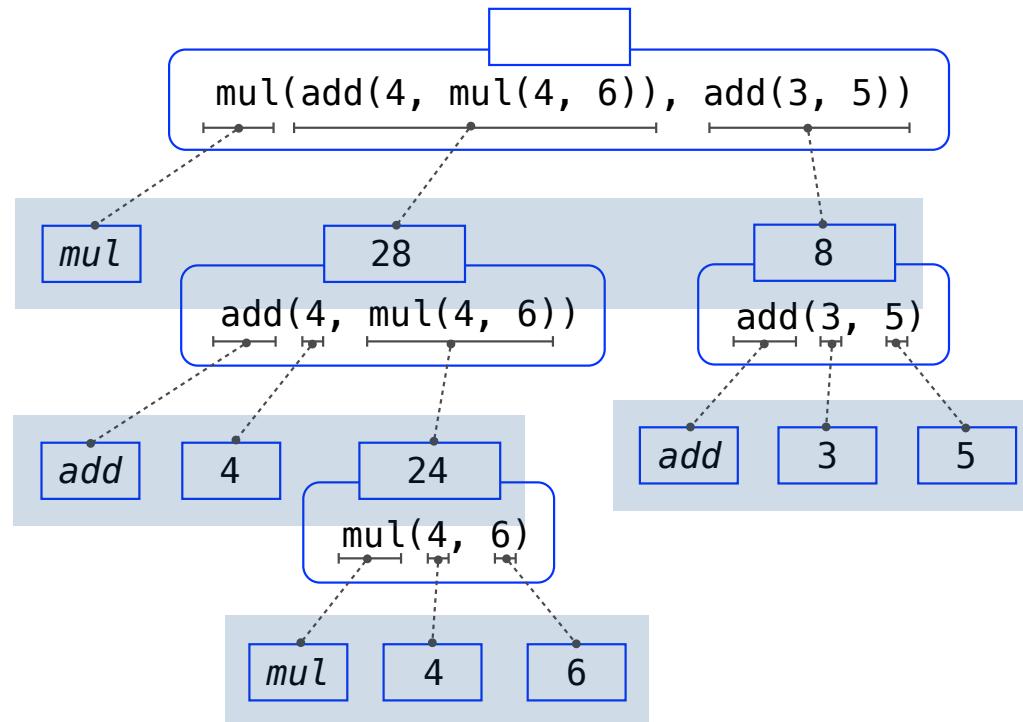 mul(add(4, mul(4, 6)), add(3, 5))
mul
28
8
add(4, mul(4, 6))
add(3, 5)
add
4
24
add
3
5
mul(4, 6)
mul
4
6